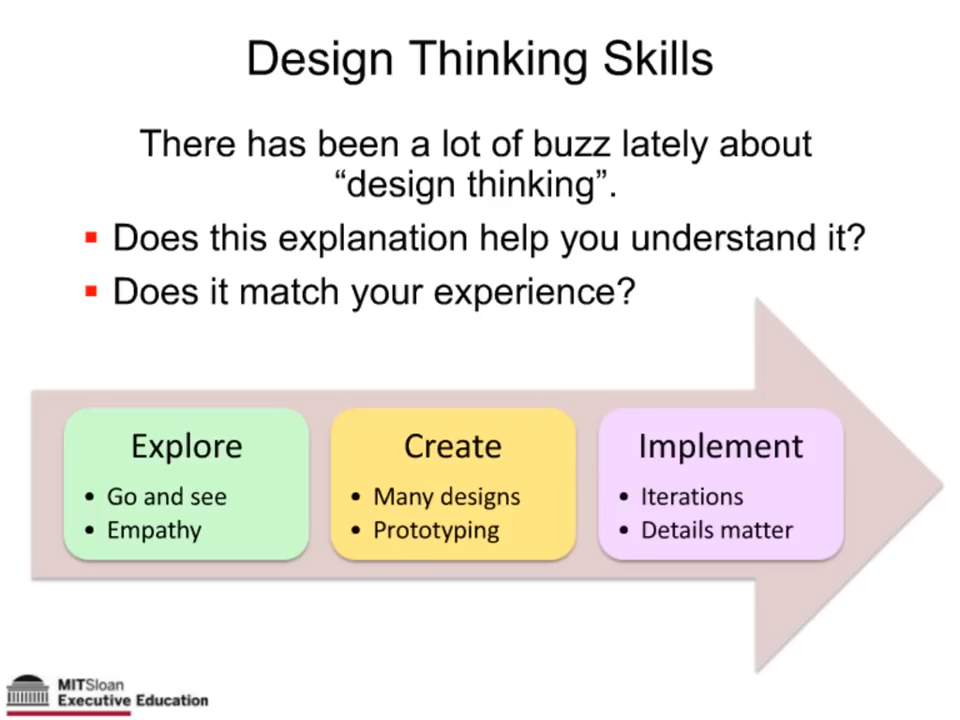 Design Thinking Skills
There has been a lot of buzz lately about
“design thinking”.
▪ Does this explanation help you understand it?
▪ Does it match your experience?
Explore
• Go and see
• Empathy
Create
• Many designs
• Prototyping
Implement
• Iterations
• Details matter
MITSloan
Executive Education